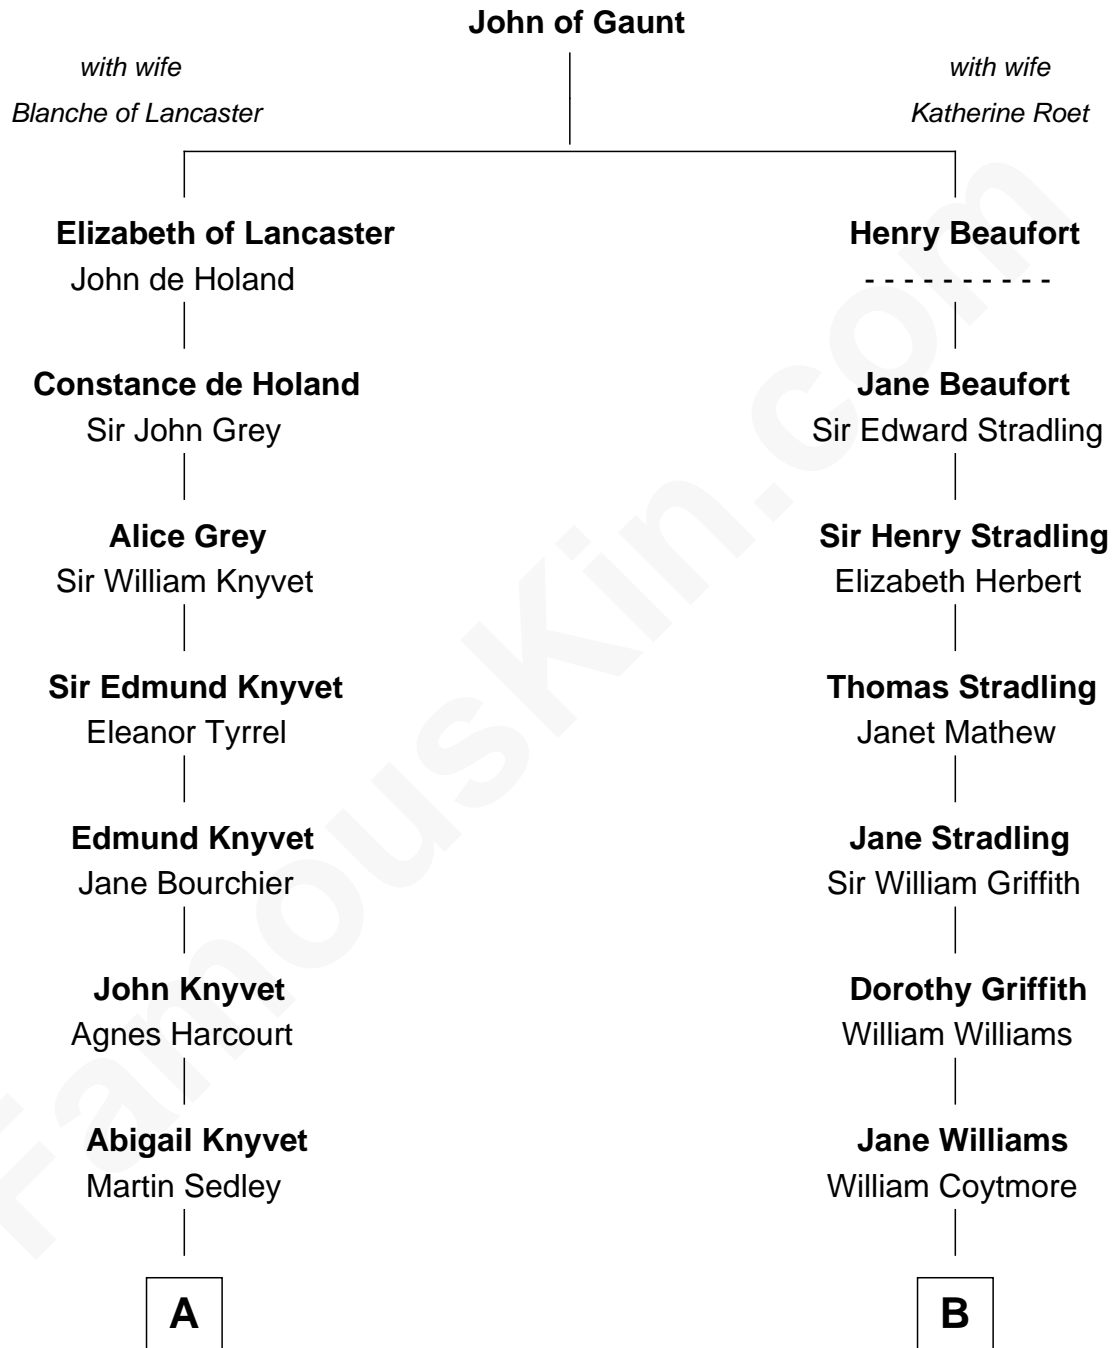 John of Gaunt
with wife
Blanche of Lancaster
with wife
Katherine Roet
Elizabeth of Lancaster
John de Holand
Henry Beaufort
- - - - - - - - - -
Constance de Holand
Sir John Grey
Jane Beaufort
Sir Edward Stradling
Alice Grey
Sir William Knyvet
Sir Henry Stradling
Elizabeth Herbert
Sir Edmund Knyvet
Eleanor Tyrrel
Thomas Stradling
Janet Mathew
Edmund Knyvet
Jane Bourchier
Jane Stradling
Sir William Griffith
John Knyvet
Agnes Harcourt
Dorothy Griffith
William Williams
Abigail Knyvet
Martin Sedley
Jane Williams
William Coytmore
A
B
FamousKin.com